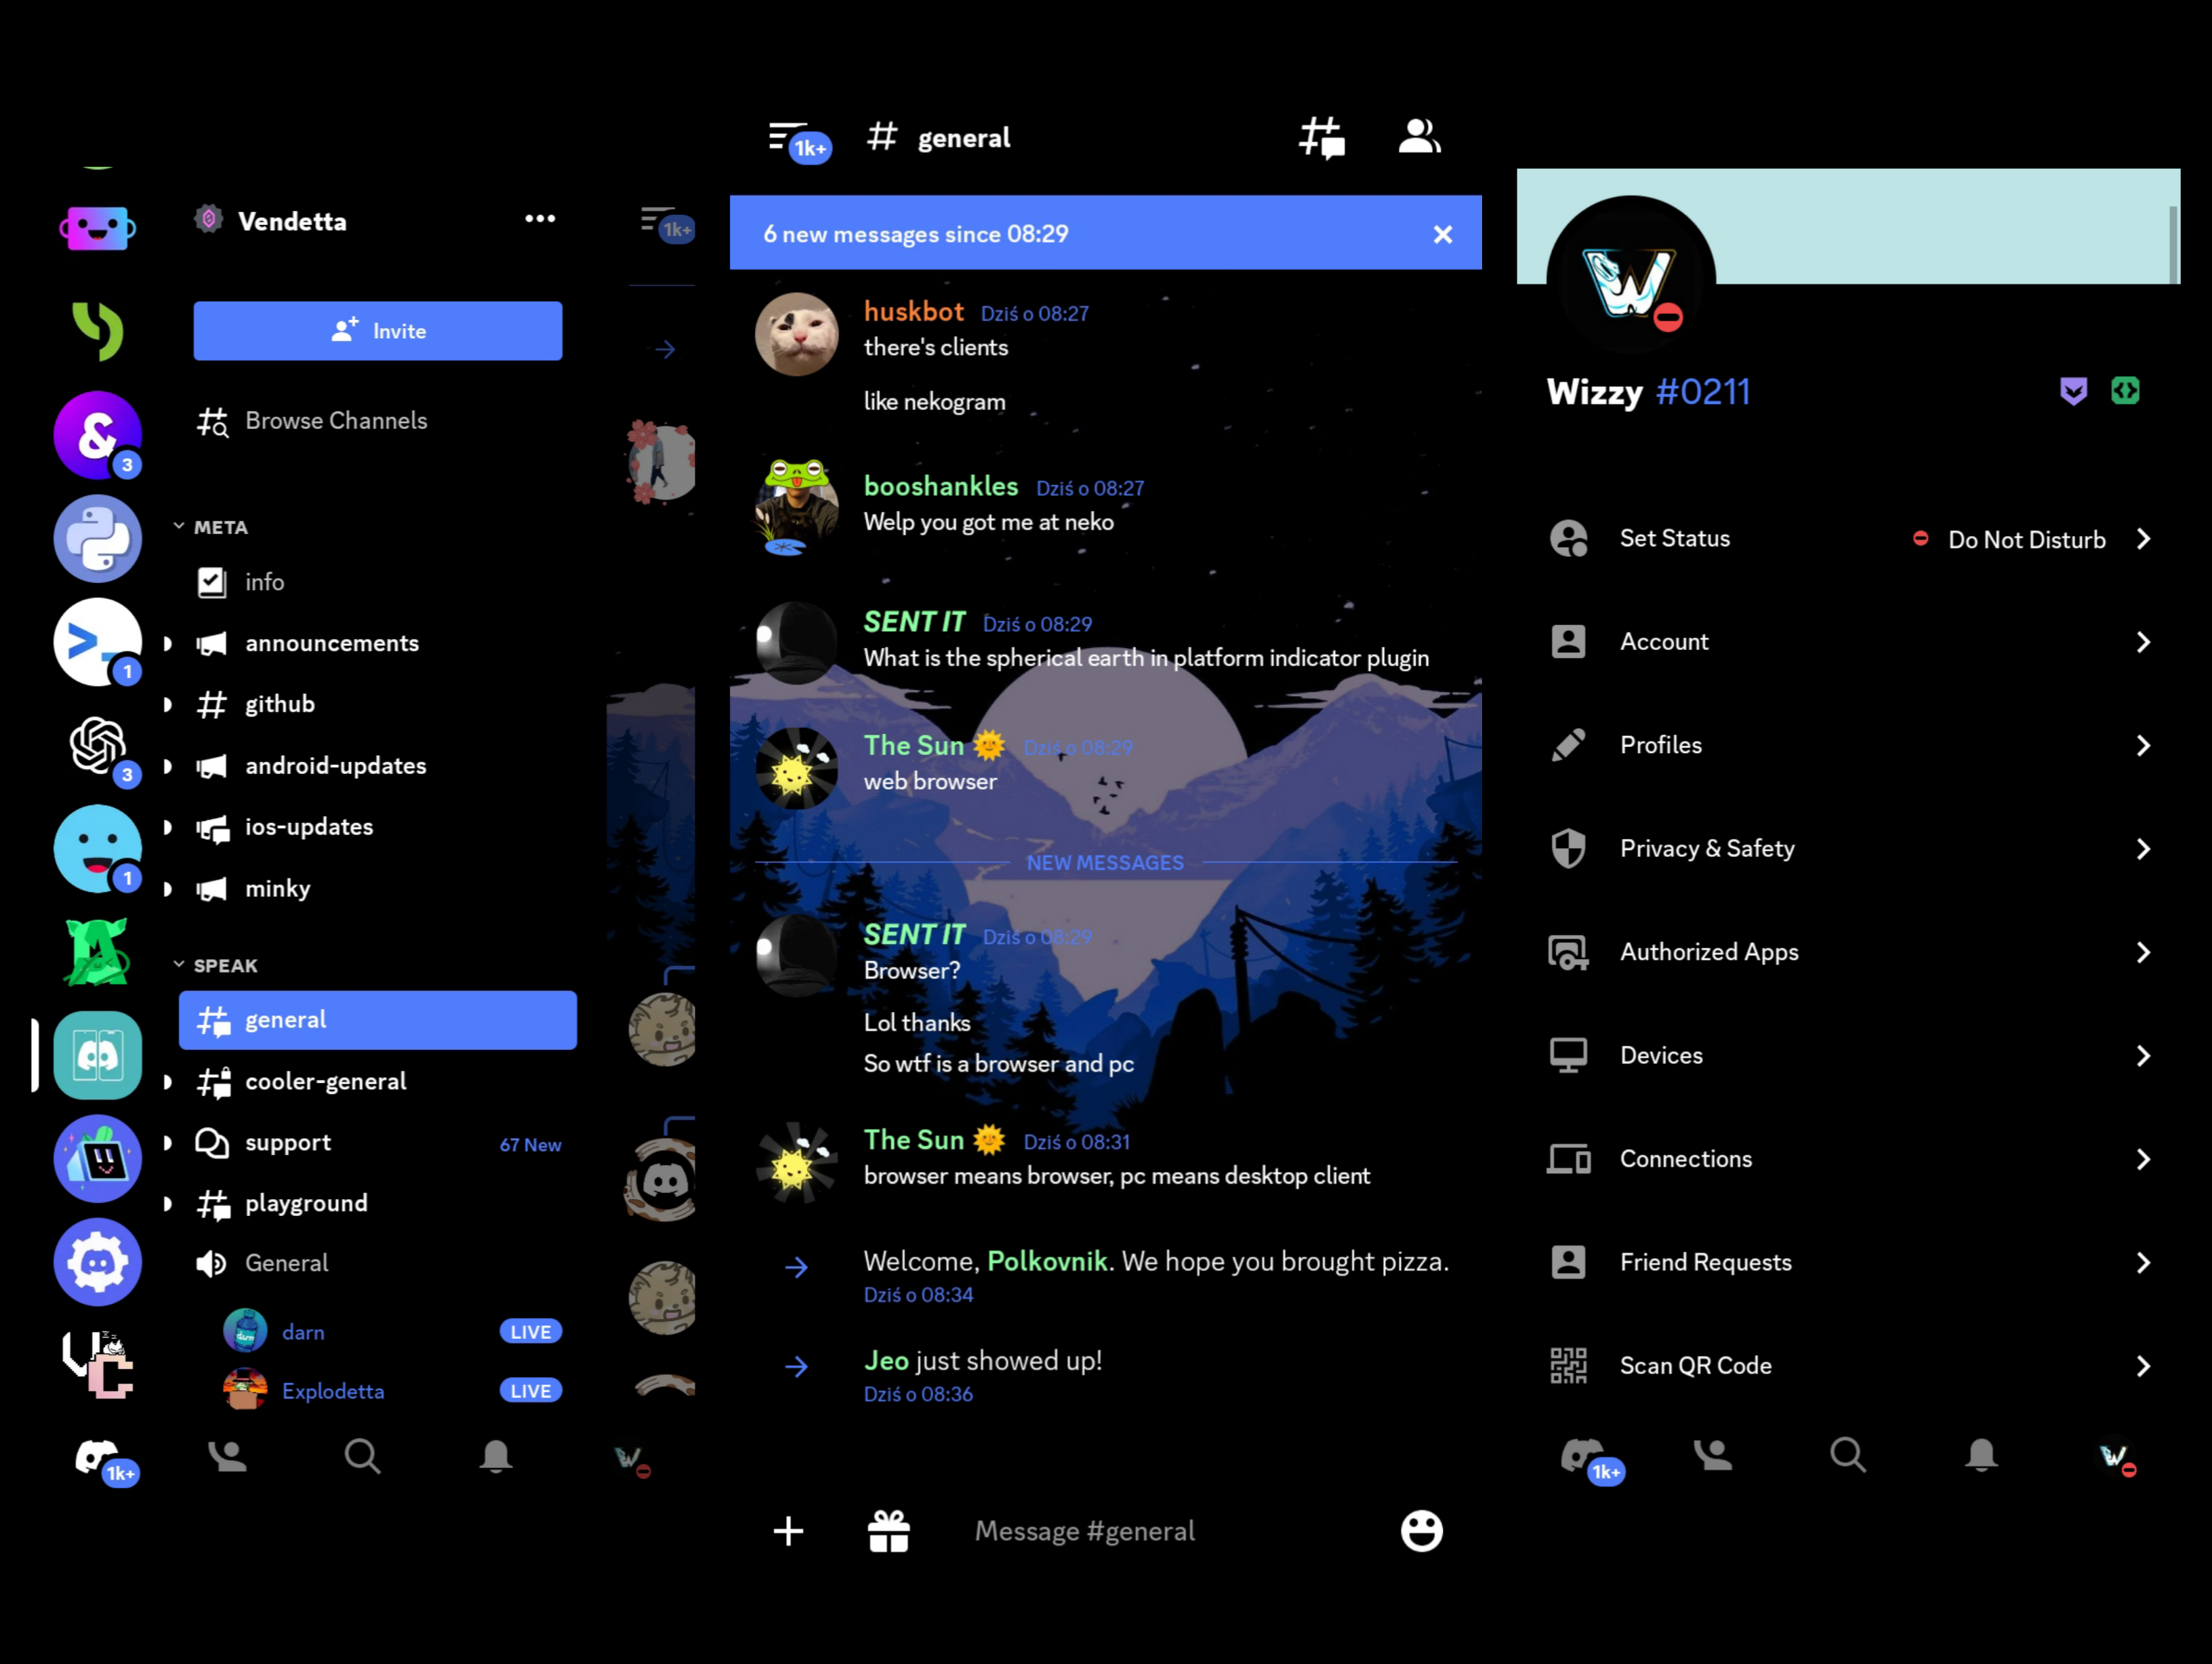 Vendetta
Invite
Browse Channels
3
META
info
announcements
1
github
3
android-updates
ios-updates
1
minky
SPEAK
general
cooler-general
support
67 New
playground
General
darn
LIVE
Explodetta
LIVE
1k+
1k+
1k+
general
6 new messages since 08:29
huskbot Dziś o 08:27
there's clients
like nekogram
booshankles Dziś o 08:27
Welp you got me at neko
SENT IT Dziś o 08:29
What is the spherical earth in platform indicator plugin
The Sun 🌞 Dziś o 08:29
web browser
NEW MESSAGES
SENT IT Dziś o 08:29
Browser?
Lol thanks
So wtf is a browser and pc
The Sun 🌞 Dziś o 08:31
browser means browser, pc means desktop client
Welcome, Polkovnik. We hope you brought pizza.
Dziś o 08:34
Jeo just showed up!
Dziś o 08:36
Message #general
W
Wizzy #0211
Set Status
Do Not Disturb
Account
Profiles
Privacy & Safety
Authorized Apps
Devices
Connections
Friend Requests
Scan QR Code
1k+